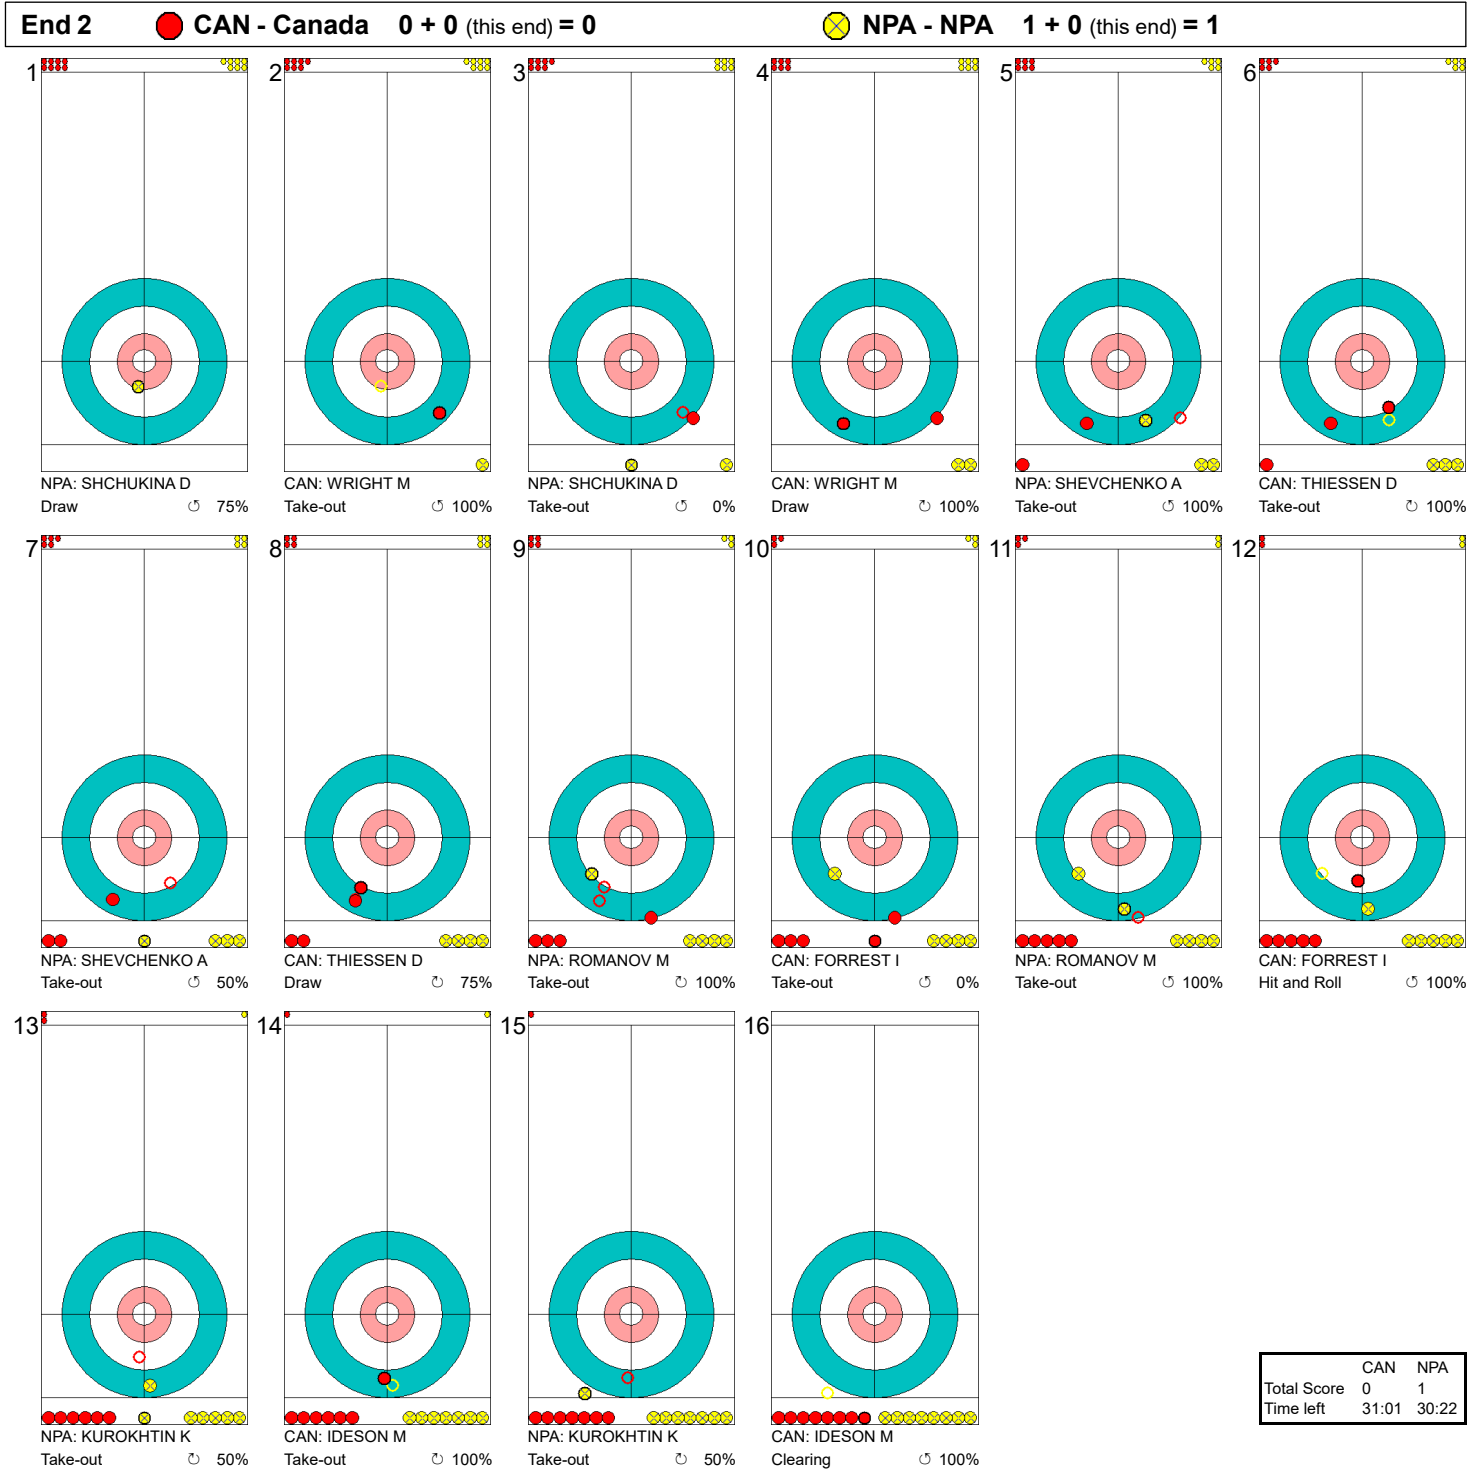 End 2 CAN - Canada 0 + 0 (this end) = 0 NPA - NPA 1 + 0 (this end) = 1
1 2 3 4 5 6
NPA: SHCHUKINA D CAN: WRIGHT M NPA: SHCHUKINA D CAN: WRIGHT M NPA: SHEVCHENKO A CAN: THIESSEN D
Draw ↺ 75% Take-out ↺ 100% Take-out ↺ 0% Draw ↻ 100% Take-out ↺ 100% Take-out ↻ 100%
7 8 9 10 11 12
NPA: SHEVCHENKO A CAN: THIESSEN D NPA: ROMANOV M CAN: FORREST I NPA: ROMANOV M CAN: FORREST I
Take-out ↺ 50% Draw ↻ 75% Take-out ↻ 100% Take-out ↺ 0% Take-out ↻ 100% Hit and Roll ↺ 100%
13 14 15 16
NPA: KUROKHTIN K CAN: IDESON M NPA: KUROKHTIN K CAN: IDESON M
Take-out ↻ 50% Take-out ↻ 100% Take-out ↻ 50% Clearing ↻ 100%
CAN NPA
Total Score 0 1
Time left 31:01 30:22